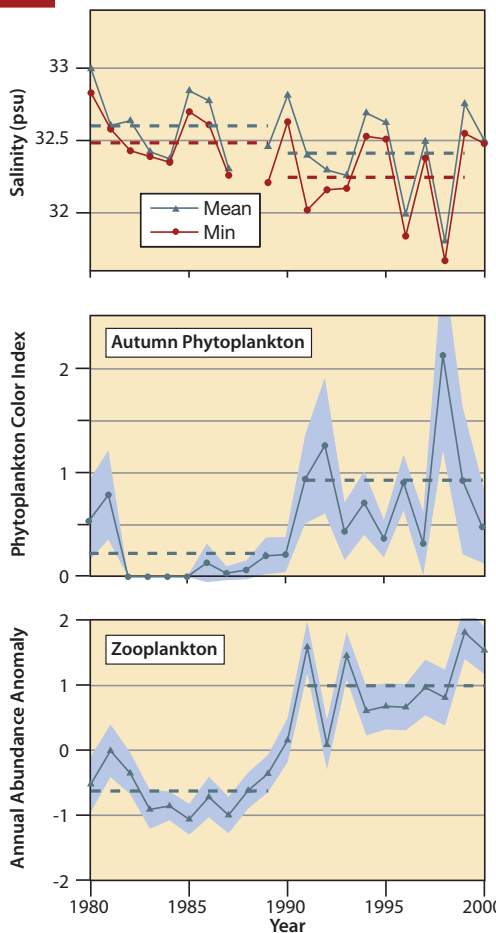 Salinity (psu)
33
32.5
32
Mean
Min
Phytoplankton Color Index
Autumn Phytoplankton
2
1
0
Annual Abundance Anomaly
Zooplankton
2
1
0
-1
-2
1980 1985 1990 1995 2000
Year